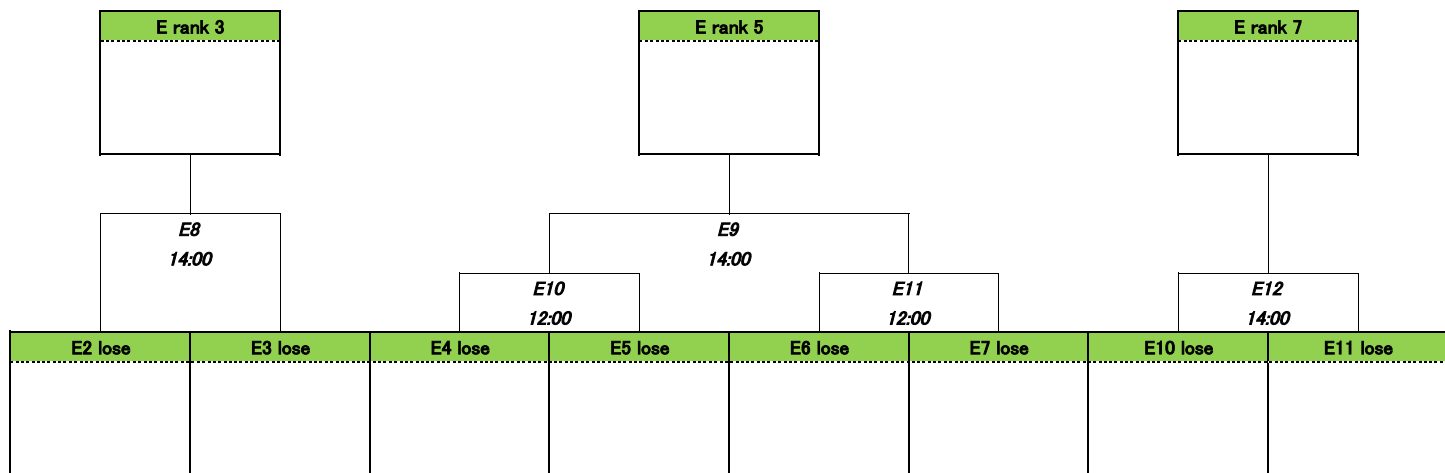 E rank 3
E rank 5
E rank 7
E8
E9
14:00
14:00
E10
E11
E12
12:00
12:00
14:00
E2 lose
E3 lose
E4 lose
E5 lose
E6 lose
E7 lose
E10 lose
E11 lose